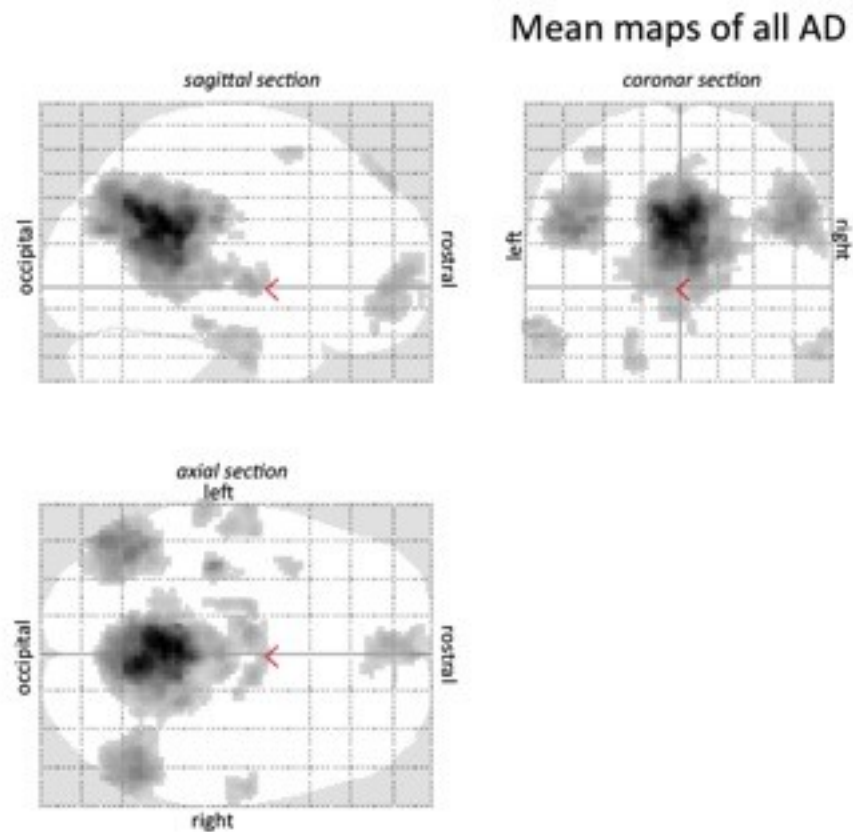 Mean maps of all AD
sagittal section
coronar section
occipital
rostral
left
right
axial section
left
occipital
rostral
right